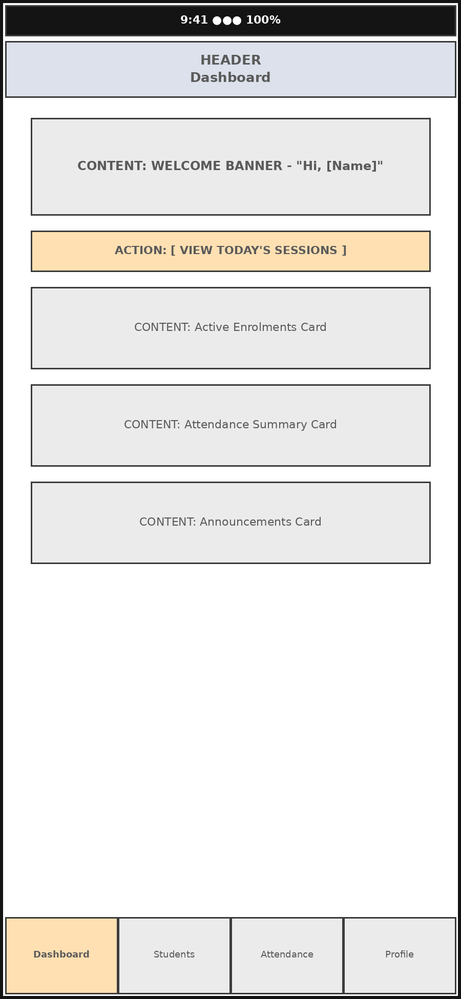 9:41 ●●● 100%
HEADER
Dashboard
CONTENT: WELCOME BANNER - "Hi, [Name]"
ACTION: [ VIEW TODAY'S SESSIONS ]
CONTENT: Active Enrolments Card
CONTENT: Attendance Summary Card
CONTENT: Announcements Card
Dashboard
Students
Attendance
Profile